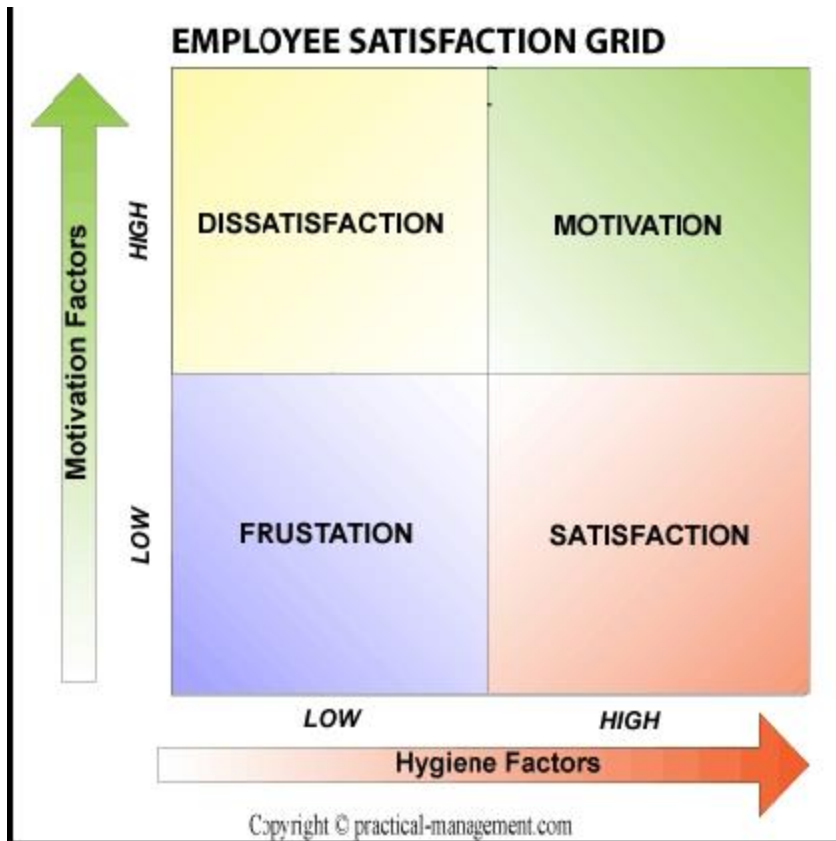 EMPLOYEE SATISFACTION GRID
Motivation Factors
HIGH
DISSATISFACTION
MOTIVATION
LOW
FRUSTATION
SATISFACTION
LOW
HIGH
Hygiene Factors
Copyright © practical-management.com